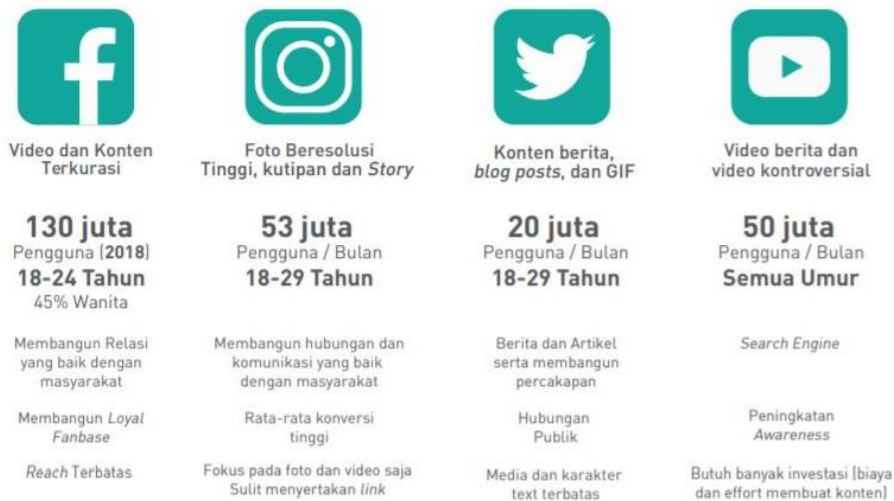 Video dan Konten
Terkurasi
130 juta
Pengguna (2018)
18-24 Tahun
45% Wanita
Membangun Relasi
yang baik dengan
masyarakat
Membangun Loyal
Fanbase
Reach Terbatas
Foto Beresolusi
Tinggi, kutipan dan Story
53 juta
Pengguna / Bulan
18-29 Tahun
Membangun hubungan dan
komunikasi yang baik
dengan masyarakat
Rata-rata konversi
tinggi
Fokus pada foto dan video saja
Sulit menyertakan link
Konten berita,
blog posts, dan GIF
20 juta
Pengguna / Bulan
18-29 Tahun
Berita dan Artikel
serta membangun
percakapan
Hubungan
Publik
Media dan karakter
text terbatas
Video berita dan
video kontroversial
50 juta
Pengguna / Bulan
Semua Umur
Search Engine
Peningkatan
Awareness
Butuh banyak investasi (biaya
dan effort membuat konten)